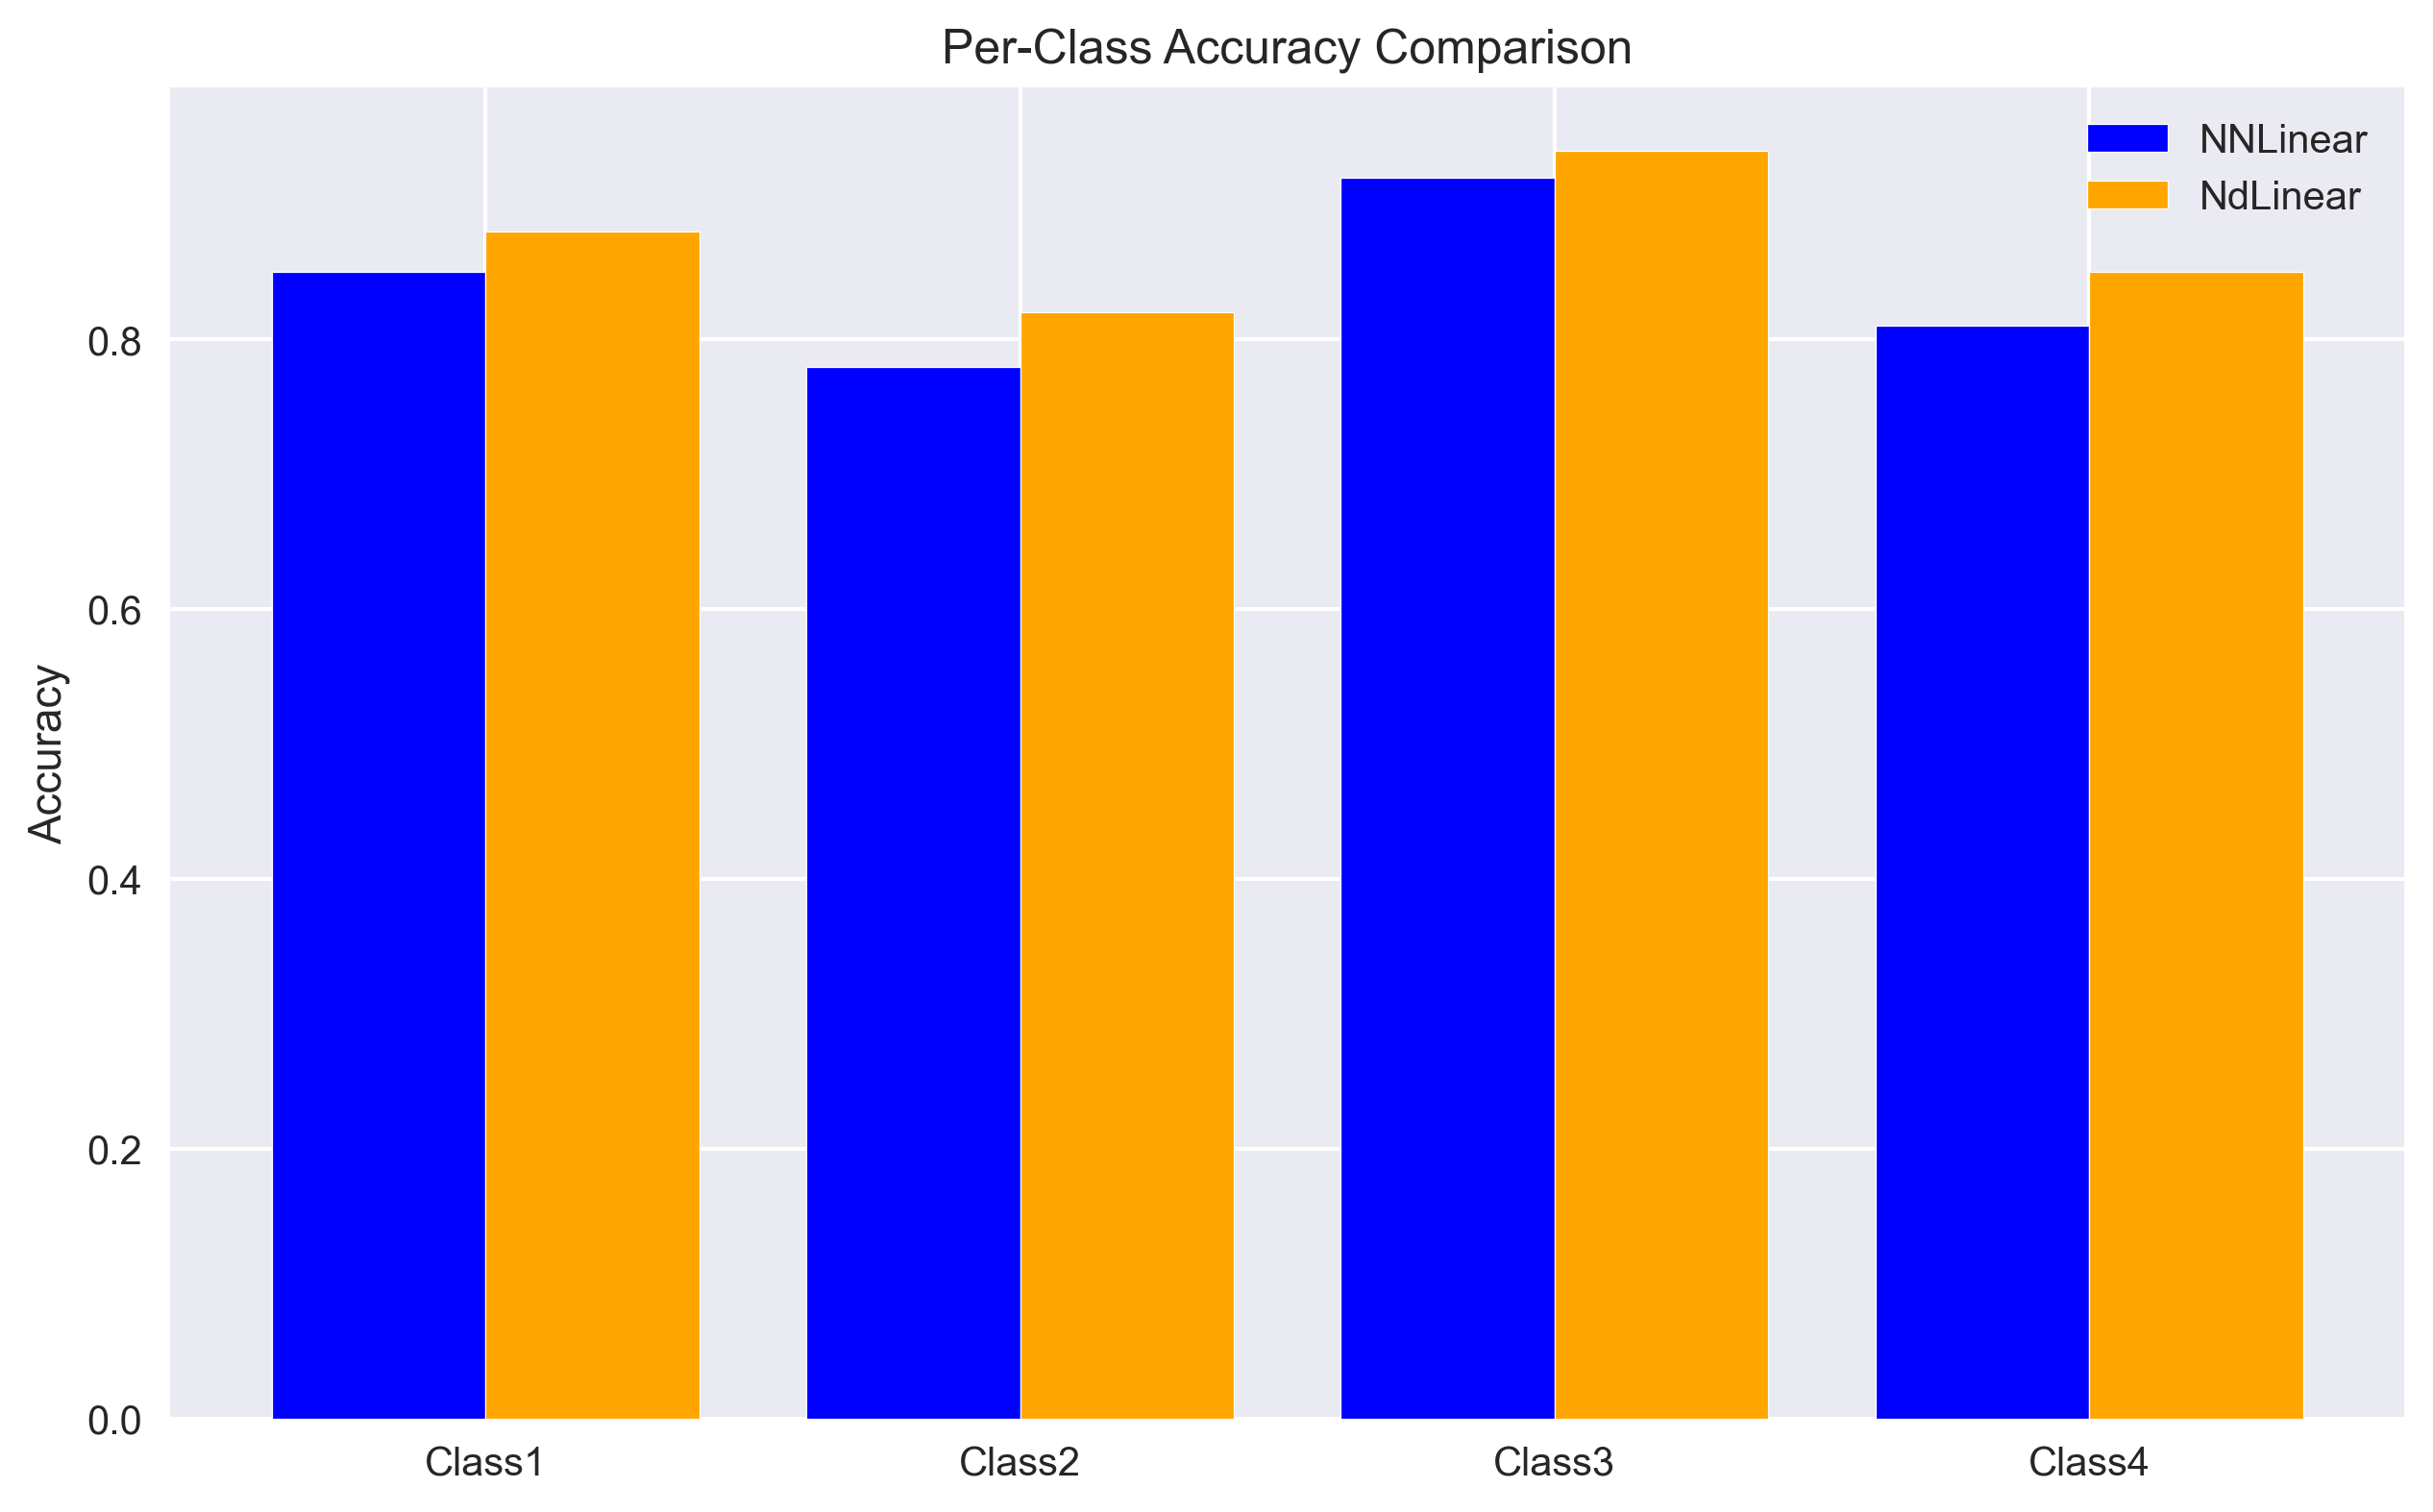 Per-Class Accuracy Comparison
NNLinear
NdLinear
Accuracy
0.8
0.6
0.4
0.2
0.0
Class1
Class2
Class3
Class4